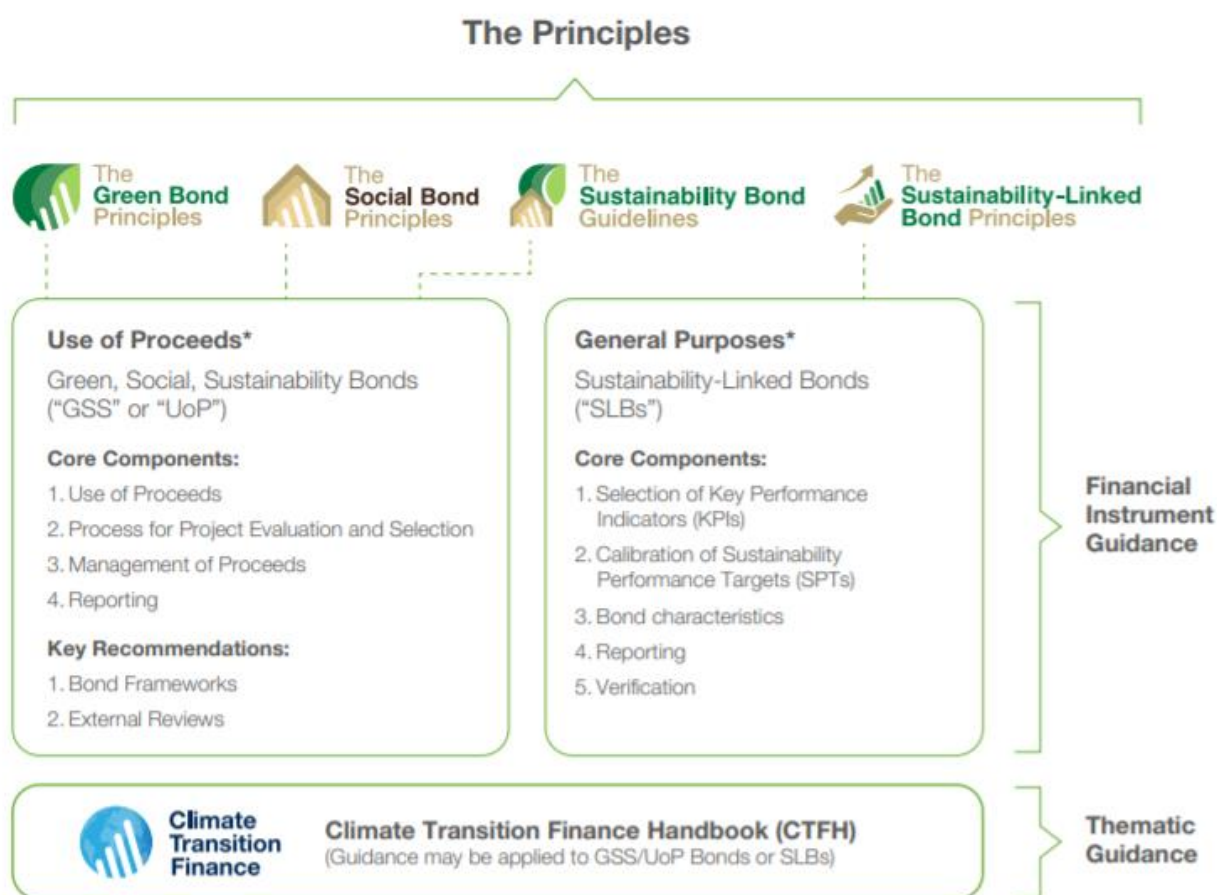 The Principles
The
Green Bond
Principles
The
Social Bond
Principles
The
Sustainability Bond
Guidelines
The
Sustainability-Linked
Bond Principles
Use of Proceeds*
Green, Social, Sustainability Bonds
(“GSS” or “UoP”)
Core Components:
1. Use of Proceeds
2. Process for Project Evaluation and Selection
3. Management of Proceeds
4. Reporting
Key Recommendations:
1. Bond Frameworks
2. External Reviews
General Purposes*
Sustainability-Linked Bonds
(“SLBs”)
Core Components:
1. Selection of Key Performance
Indicators (KPIs)
2. Calibration of Sustainability
Performance Targets (SPTs)
3. Bond characteristics
4. Reporting
5. Verification
Financial
Instrument
Guidance
Climate
Transition
Finance
Climate Transition Finance Handbook (CTFH)
(Guidance may be applied to GSS/UoP Bonds or SLBs)
Thematic
Guidance